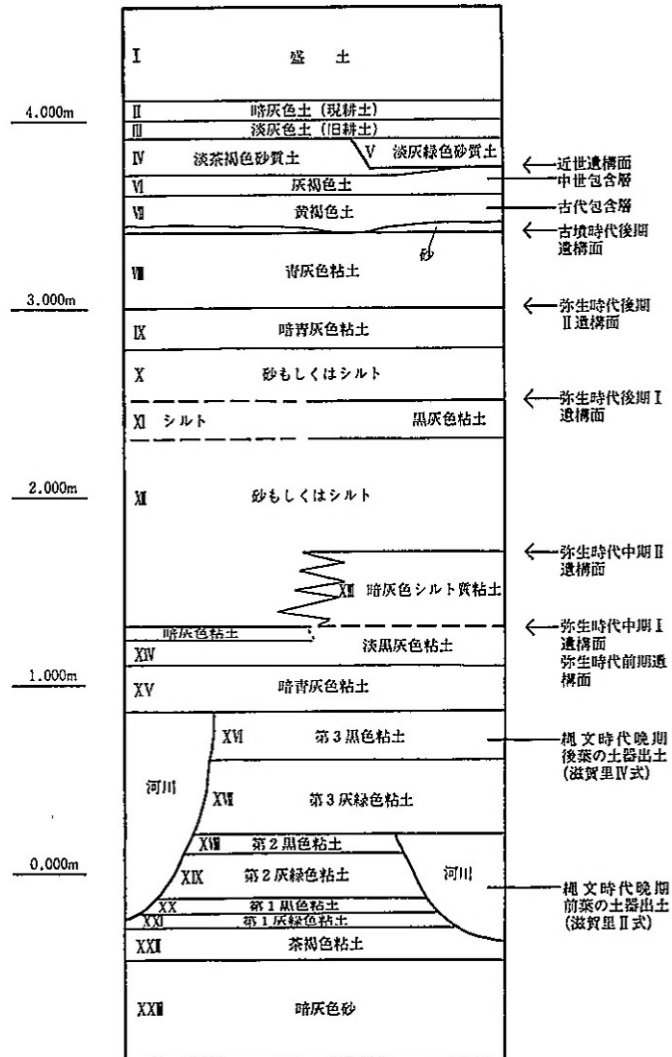 I 盛土
4.000m
II 暗灰色土(現耕土)
III 淡灰色土(旧耕土)
IV 淡茶褐色砂質土
V 淡灰緑色砂質土
近世遺構面
VI 灰褐色土
中世包含層
VII 黄褐色土
古代包含層
古墳時代後期
遺構面
砂
VIII 青灰色粘土
3.000m
弥生時代後期
II遺構面
IX 暗青灰色粘土
X 砂もしくはシルト
弥生時代後期I
遺構面
XI シルト
黒灰色粘土
2.000m
XII 砂もしくはシルト
弥生時代中期II
遺構面
XIII 暗灰色シルト質粘土
弥生時代中期I
遺構面
弥生時代前期遺
構面
暗灰色粘土
XIV
淡黒灰色粘土
1.000m
XV 暗青灰色粘土
XVI 第3黒色粘土
縄文時代晩期
後葉の土器出土
(滋賀里IV式)
河川
XVII 第3灰緑色粘土
XVIII 第2黒色粘土
0.000m
XIX 第2灰緑色粘土
河川
縄文時代晩期
前葉の土器出土
(滋賀里II式)
XX 第1黒色粘土
XXI 第1灰緑色粘土
XXII 茶褐色粘土
XXIII 暗灰色砂